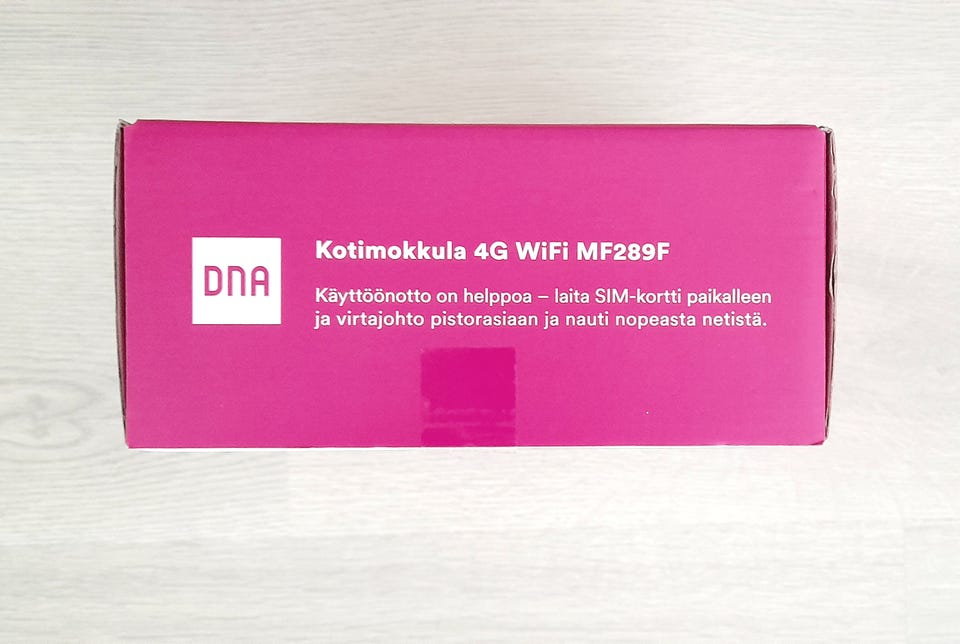 DNA
Kotimokkula 4G WiFi MF289F
Käyttöönotto on helppoa – laita SIM-kortti paikalleen
ja virtajohto pistorasiaan ja nauti nopeasta netistä.